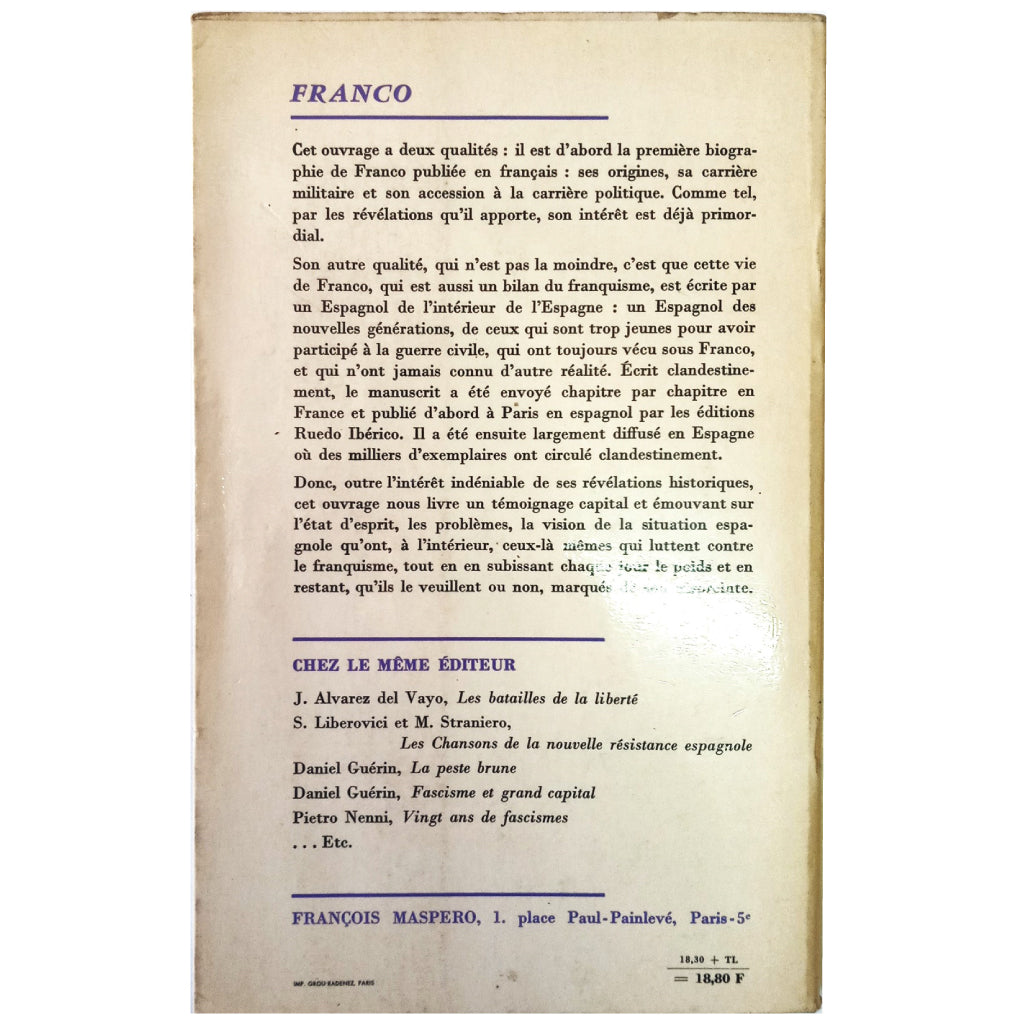 FRANCO
Cet ouvrage a deux qualités : il est d'abord la première biogra-
phie de Franco publiée en français : ses origines, sa carrière
militaire et son accession à la carrière politique. Comme tel,
par les révélations qu'il apporte, son intérêt est déjà primor-
dial.
Son autre qualité, qui n'est pas la moindre, c'est que cette vie
de Franco, qui est aussi un bilan du franquisme, est écrite par
un Espagnol de l'intérieur de l'Espagne : un Espagnol des
nouvelles générations, de ceux qui sont trop jeunes pour avoir
participé à la guerre civile, qui ont toujours vécu sous Franco,
et qui n'ont jamais connu d'autre réalité. Écrit clandestine-
ment, le manuscrit a été envoyé chapitre par chapitre en
France et publié d'abord à Paris en espagnol par les éditions
Ruedo Ibérico. Il a été ensuite largement diffusé en Espagne
où des milliers d'exemplaires ont circulé clandestinement.
Donc, outre l'intérêt indéniable de ses révélations historiques,
cet ouvrage nous livre un témoignage capital et émouvant sur
l'état d'esprit, les problèmes, la vision de la situation espa-
gnole qu'ont, à l'intérieur, ceux-là mêmes qui luttent contre
le franquisme, tout en en subissant chaque jour le poids et en
restant, qu'ils le veuillent ou non, marqués
CHEZ LE MÊME ÉDITEUR
J. Alvarez del Vayo, Les batailles de la liberté
S. Liberovici et M. Straniero,
Les Chansons de la nouvelle résistance espagnole
Daniel Guérin, La peste brune
Daniel Guérin, Fascisme et grand capital
Pietro Nenni, Vingt ans de fascismes
... Etc.
FRANÇOIS MASPERO, 1. place Paul-Painlevé, Paris-5e
18,30 + TL
= 18,80 F
IMP. GROU-RADENEZ, PARIS